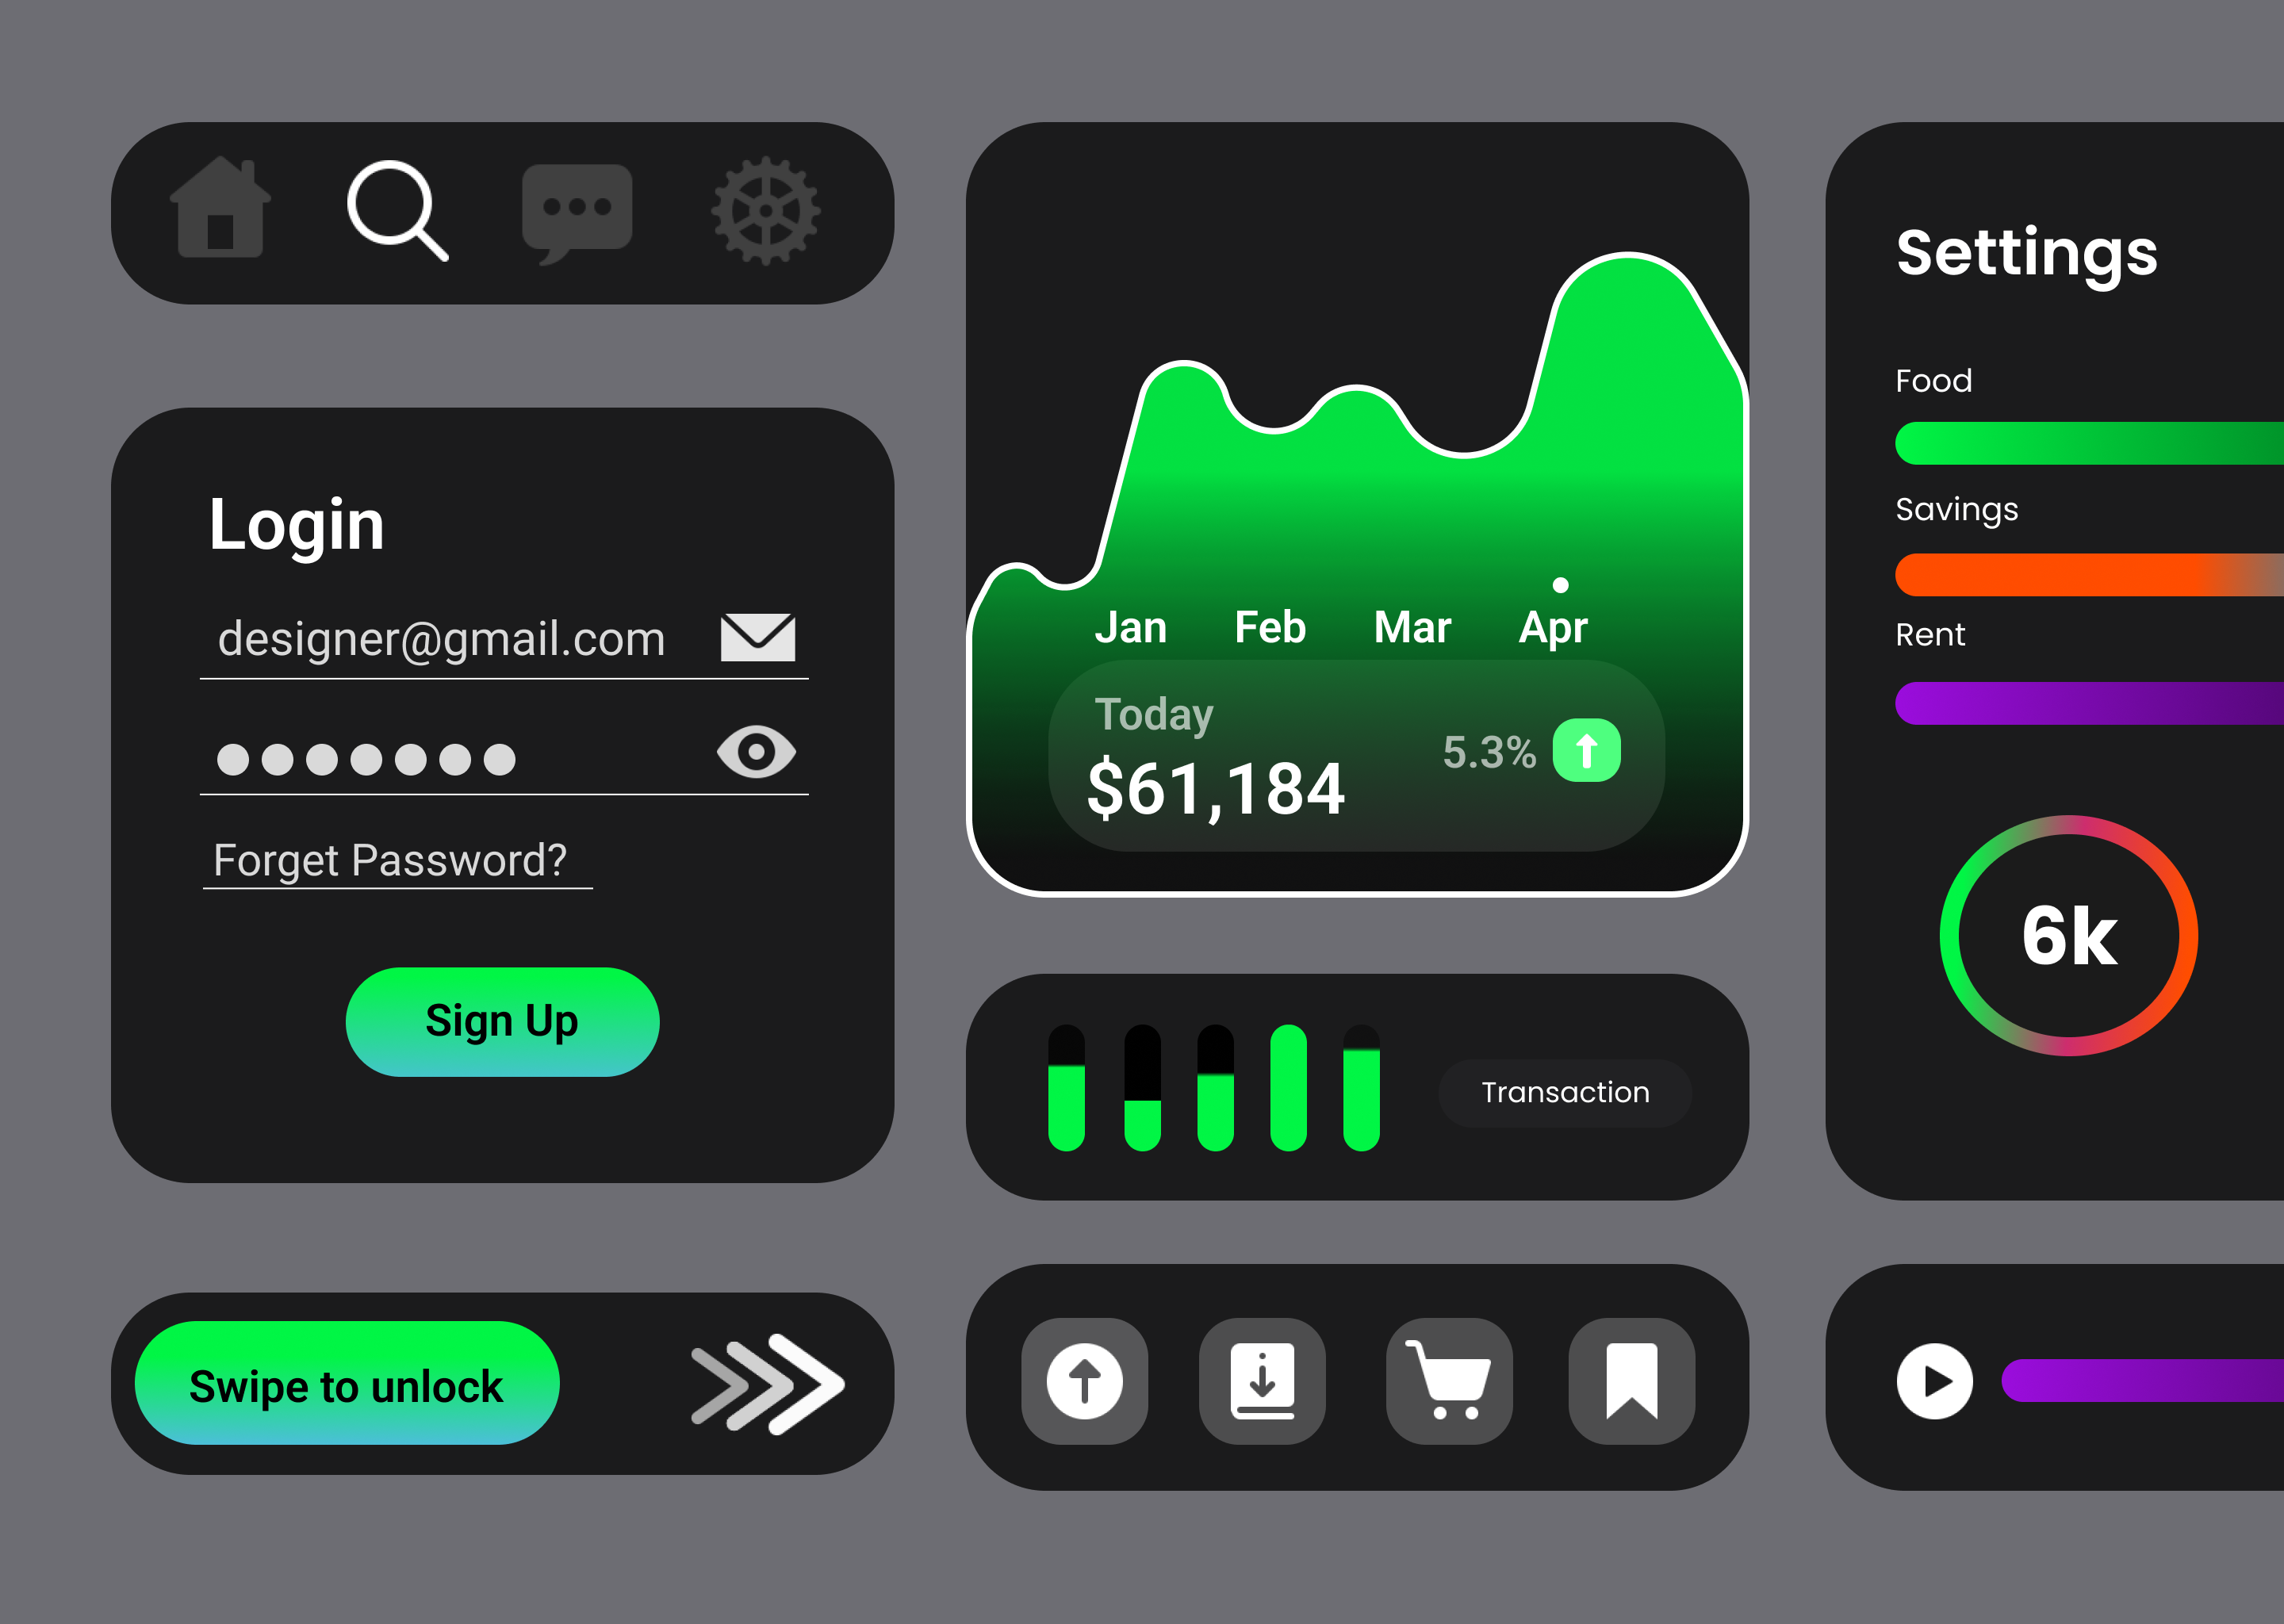 Login
designer@gmail.com
Forget Password?
Sign Up
Swipe to unlock
Jan Feb Mar Apr
Today
$61,184
5.3%
Transaction
Settings
Food
Savings
Rent
6k